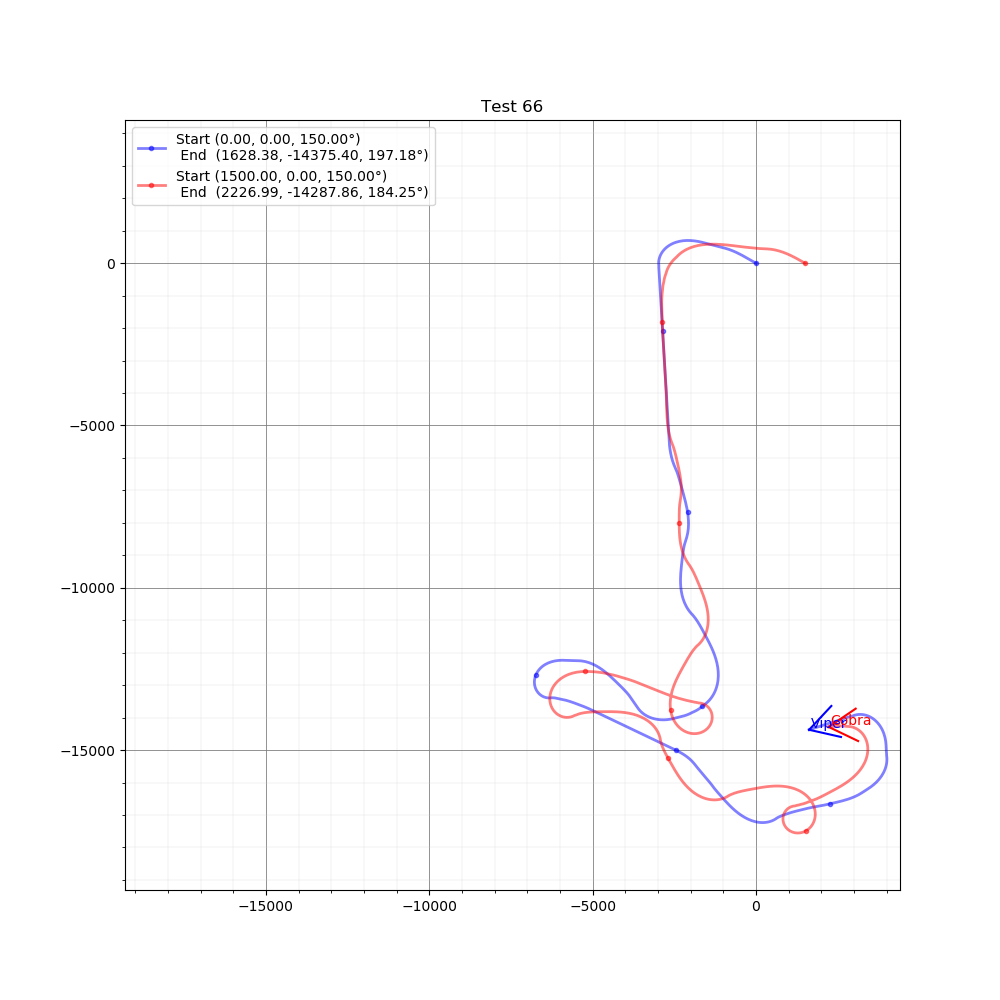 Test 66
Start (0.00, 0.00, 150.00°)
End  (1628.38, -14375.40, 197.18°)
Start (1500.00, 0.00, 150.00°)
End  (2226.99, -14287.86, 184.25°)
0
−5000
−10000
−15000
Viper
Cobra
−15000
−10000
−5000
0